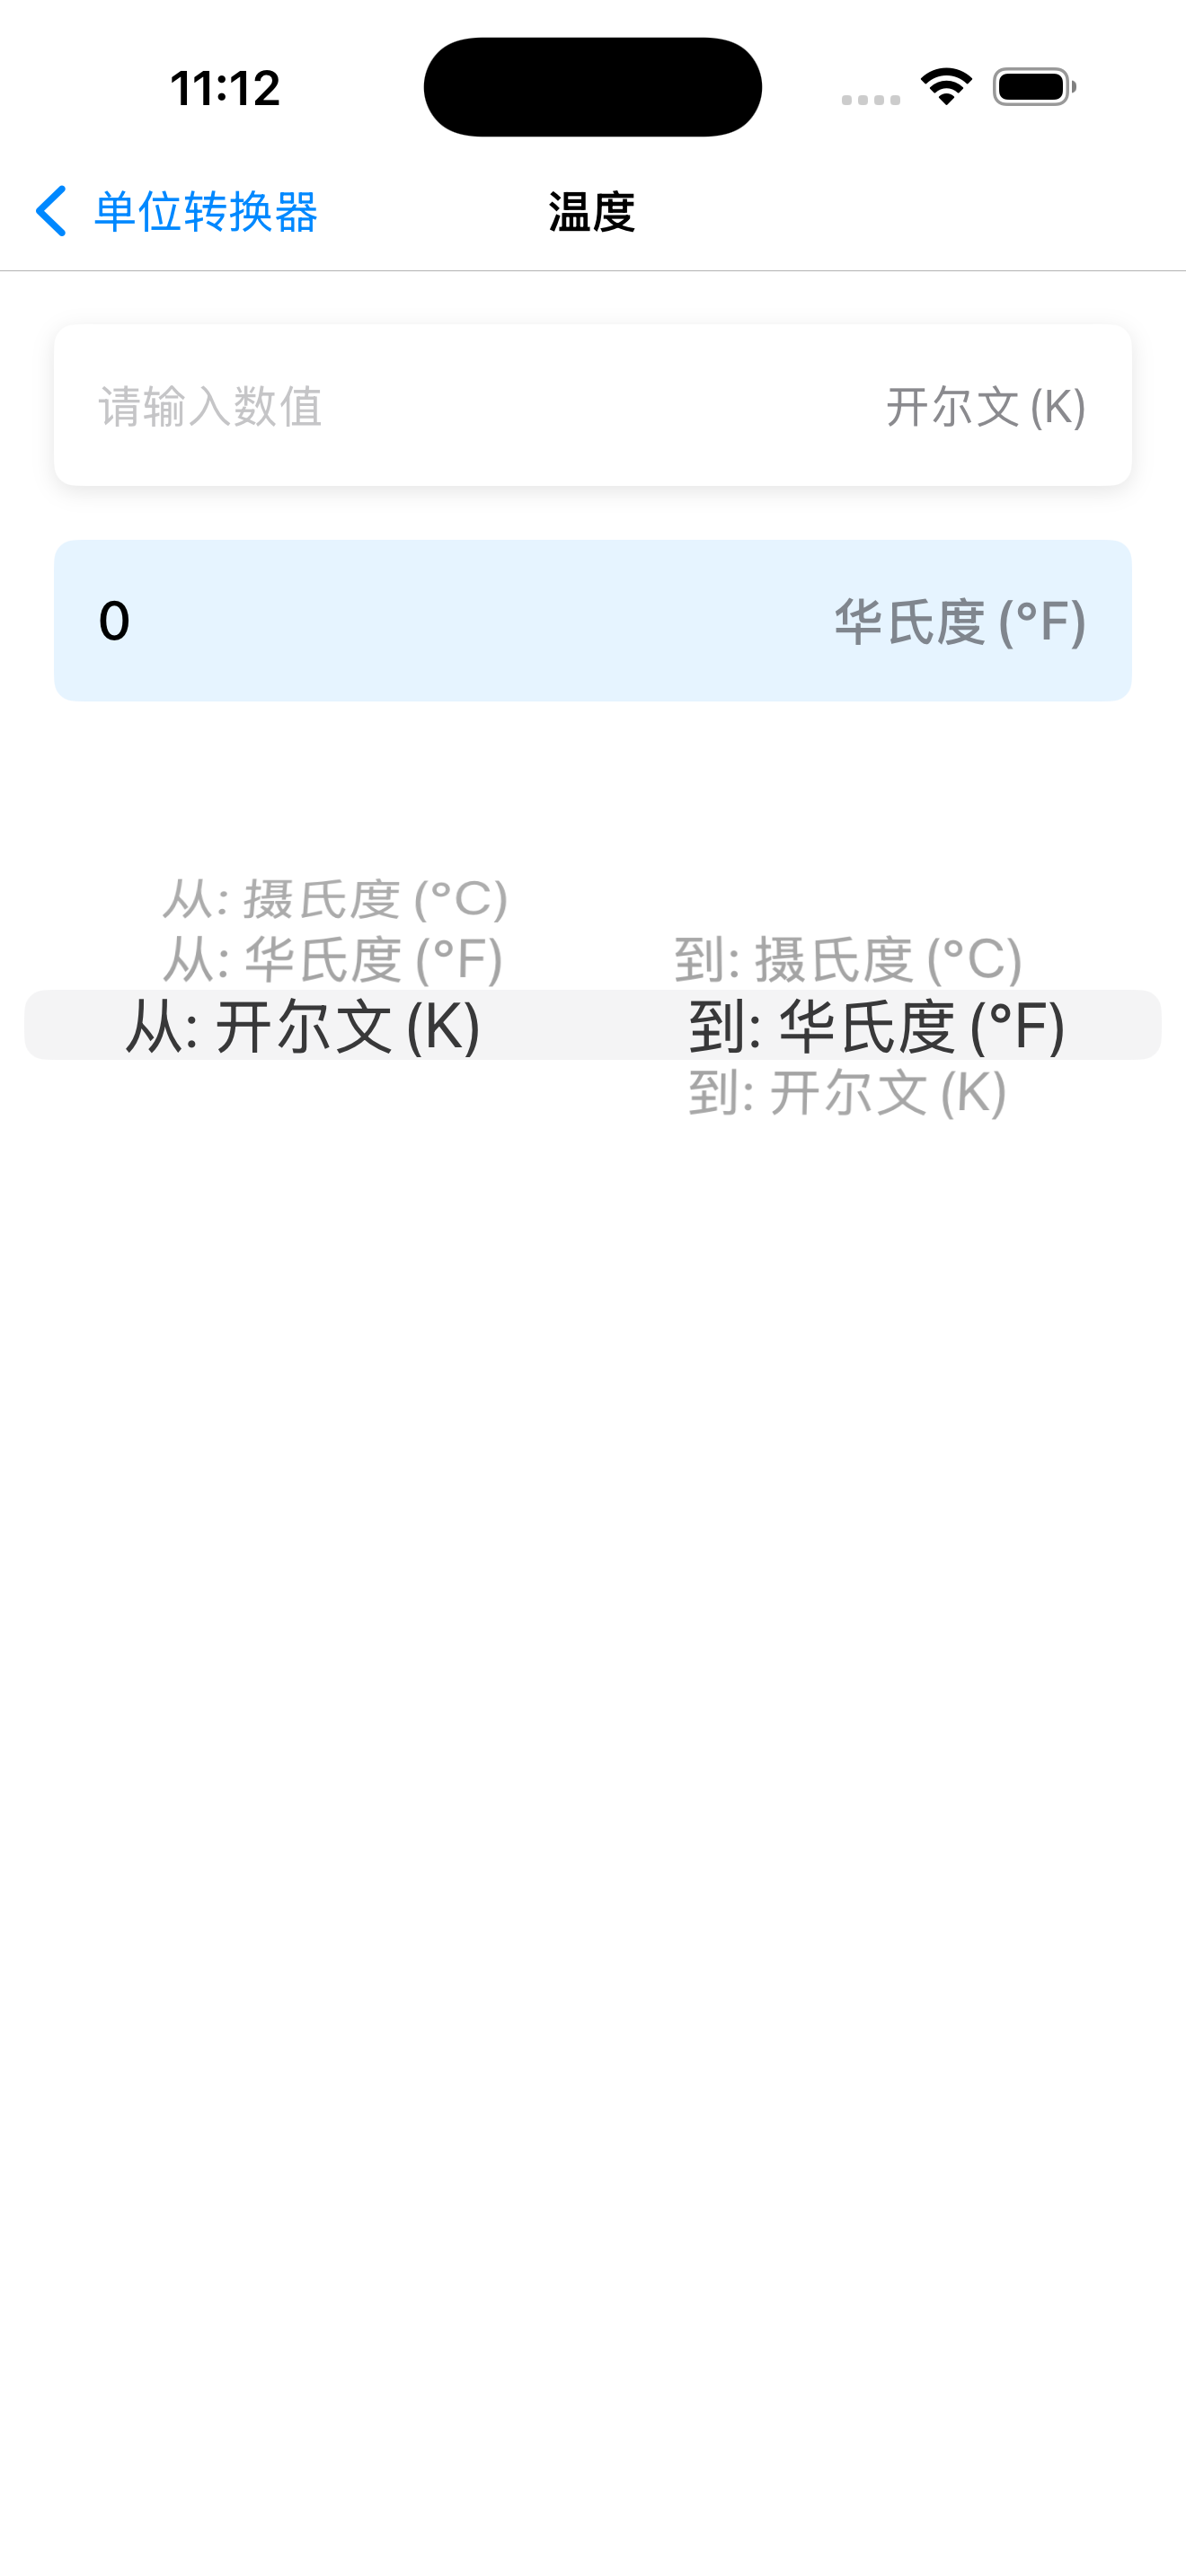 11:12
单位转换器
温度
请输入数值 开尔文 (K)
0 华氏度 (°F)
从: 摄氏度 (°C)
从: 华氏度 (°F) 到: 摄氏度 (°C)
从: 开尔文 (K) 到: 华氏度 (°F)
到: 开尔文 (K)